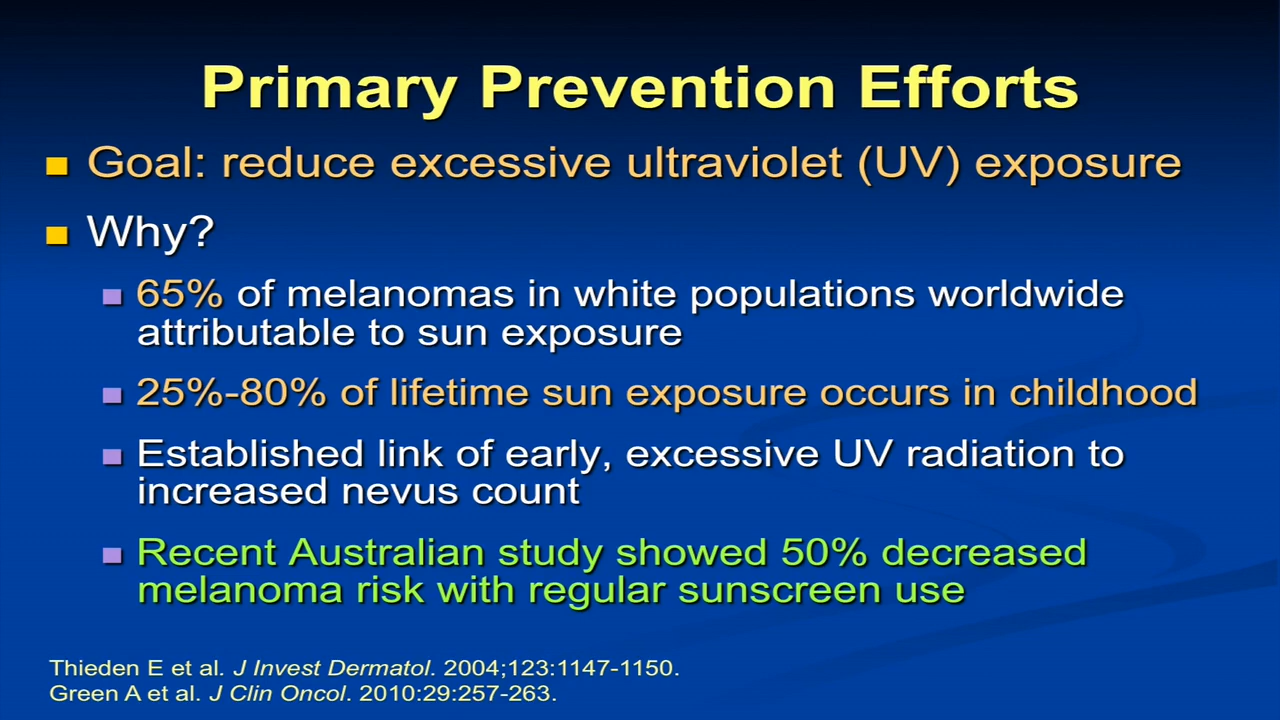 Primary Prevention Efforts
Goal: reduce excessive ultraviolet (UV) exposure
Why?
65% of melanomas in white populations worldwide
attributable to sun exposure
25%-80% of lifetime sun exposure occurs in childhood
Established link of early, excessive UV radiation to
increased nevus count
Recent Australian study showed 50% decreased
melanoma risk with regular sunscreen use
Thieden E et al. J Invest Dermatol. 2004;123:1147-1150.
Green A et al. J Clin Oncol. 2010:29:257-263.